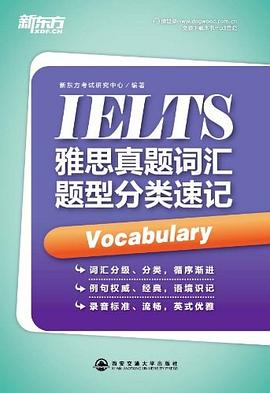 新东方
XDF.CN
新东方考试研究中心 / 编著
IELTS
雅思真题词汇
题型分类速记
Vocabulary
词汇分级、分类，循序渐进
例句权威、经典，语境识记
录音标准、流畅，英式优雅
西安交通大学出版社